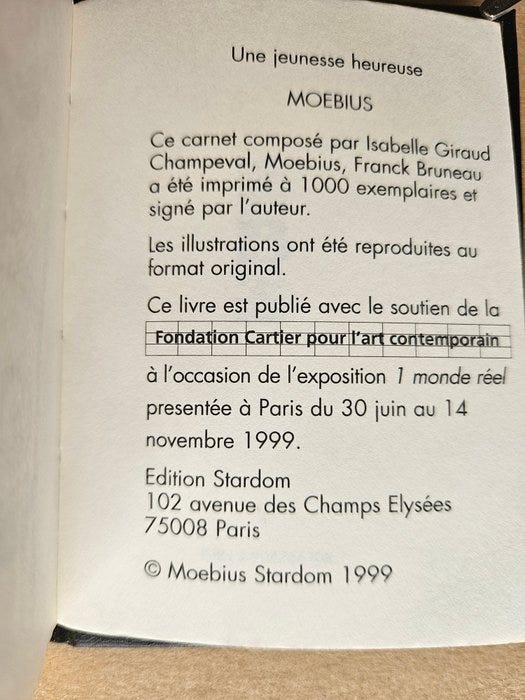 Une jeunesse heureuse
MOEBIUS
Ce carnet composé par Isabelle Giraud
Champeval, Moebius, Franck Bruneau
a été imprimé à 1000 exemplaires et
signé par l'auteur.
Les illustrations ont été reproduites au
format original.
Ce livre est publié avec le soutien de la
Fondation Cartier pour l'art contemporain
à l'occasion de l'exposition 1 monde réel
presentée à Paris du 30 juin au 14
novembre 1999.
Edition Stardom
102 avenue des Champs Elysées
75008 Paris
© Moebius Stardom 1999